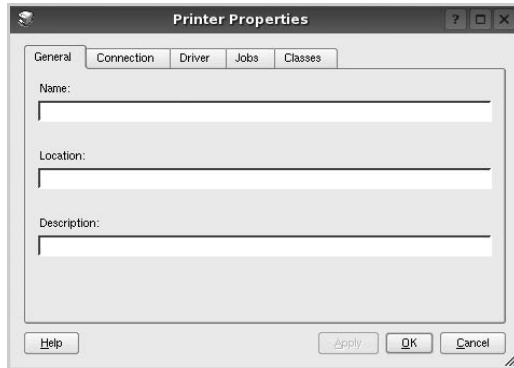 Printer Properties
?
General Connection Driver Jobs Classes
Name:
Location:
Description:
Help Apply OK Cancel